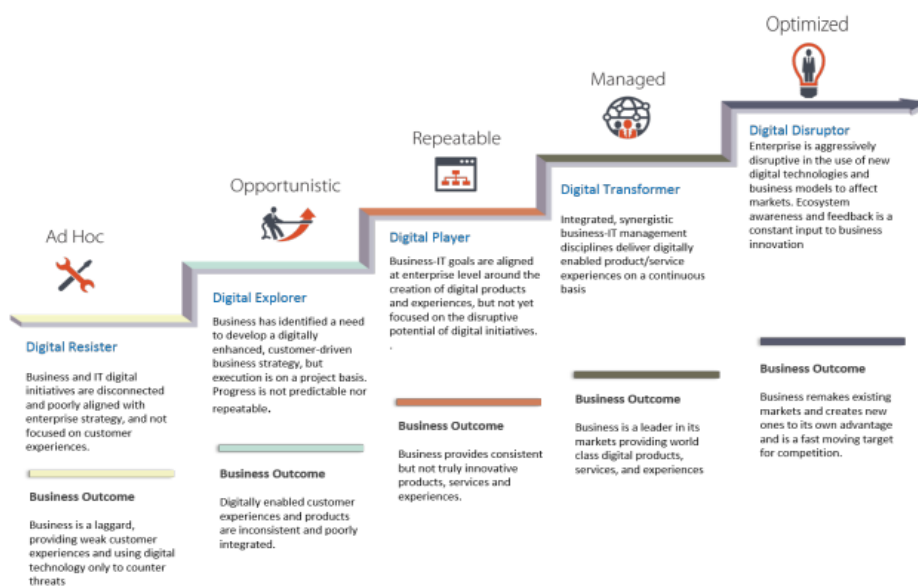 Ad Hoc
Digital Resister
Business and IT digital
initiatives are disconnected
and poorly aligned with
enterprise strategy, and not
focused on customer
experiences.
Business Outcome
Business is a laggard,
providing weak customer
experiences and using digital
technology only to counter
threats
Opportunistic
Digital Explorer
Business has identified a need
to develop a digitally
enhanced, customer-driven
business strategy, but
execution is on a project basis.
Progress is not predictable nor
repeatable.
Business Outcome
Digitally enabled customer
experiences and products
are inconsistent and poorly
integrated.
Repeatable
Digital Player
Business-IT goals are aligned
at enterprise level around the
creation of digital products
and experiences, but not yet
focused on the disruptive
potential of digital initiatives.
.
Business Outcome
Business provides consistent
but not truly innovative
products, services and
experiences.
Managed
Digital Transformer
Integrated, synergistic
business-IT management
disciplines deliver digitally
enabled product/service
experiences on a continuous
basis
Business Outcome
Business is a leader in its
markets providing world
class digital products,
services, and experiences
Optimized
Digital Disruptor
Enterprise is aggressively
disruptive in the use of new
digital technologies and
business models to affect
markets. Ecosystem
awareness and feedback is a
constant input to business
innovation
Business Outcome
Business remakes existing
markets and creates new
ones to its own advantage
and is a fast moving target
for competition.